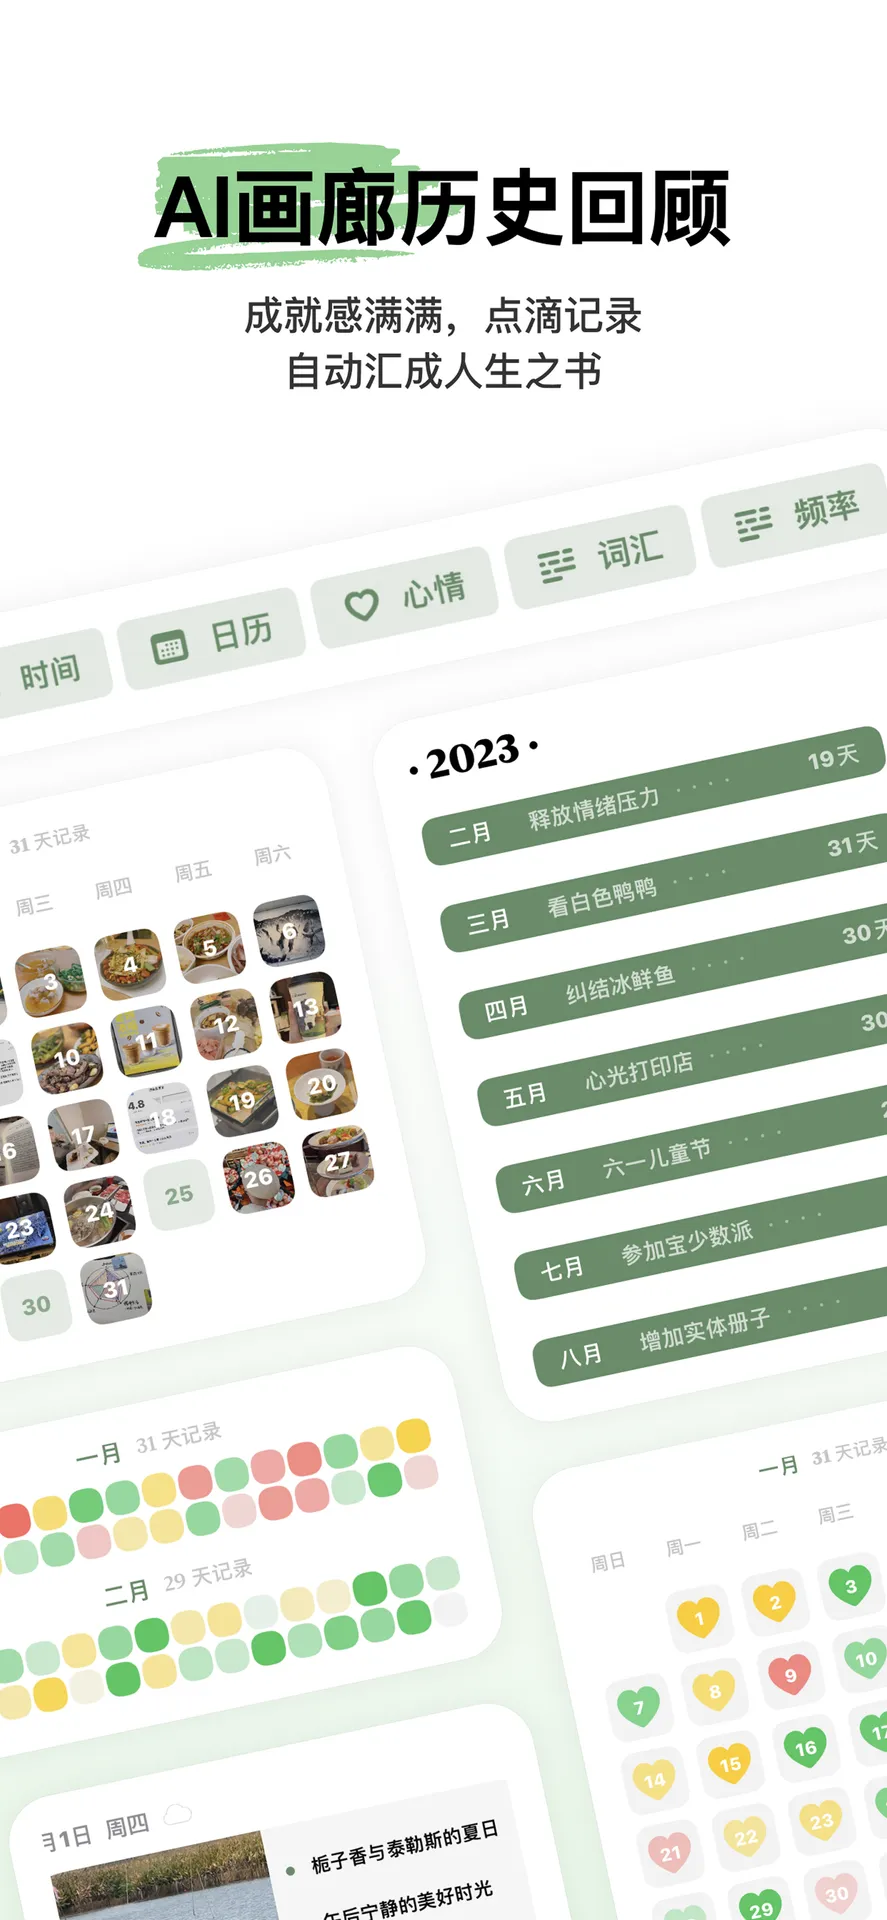 AI画廊历史回顾
成就感满满，点滴记录
自动汇成人生之书
时间
日历
心情
词汇
频率
31 天记录
周三 周四 周五 周六
3 4 5 6
10 11 12 13
17 18 19 20
23 24 25 26 27
30 31
· 2023 ·
二月 释放情绪压力 · · · · 19天
三月 看白色鸭鸭 · · · · 31天
四月 纠结冰鲜鱼 · · · · 30天
五月 心光打印店 · · · · 30
六月 六一儿童节 · · · ·
七月 参加宝少数派 · · · ·
八月 增加实体册子 · · · ·
一月 31 天记录
二月 29 天记录
一月 31 天记录
周日 周一 周二 周三
1 2 3
7 8 9 10
14 15 16 17
21 22 23
29 30
月1日 周四
栀子香与泰勒斯的夏日
午后宁静的美好时光